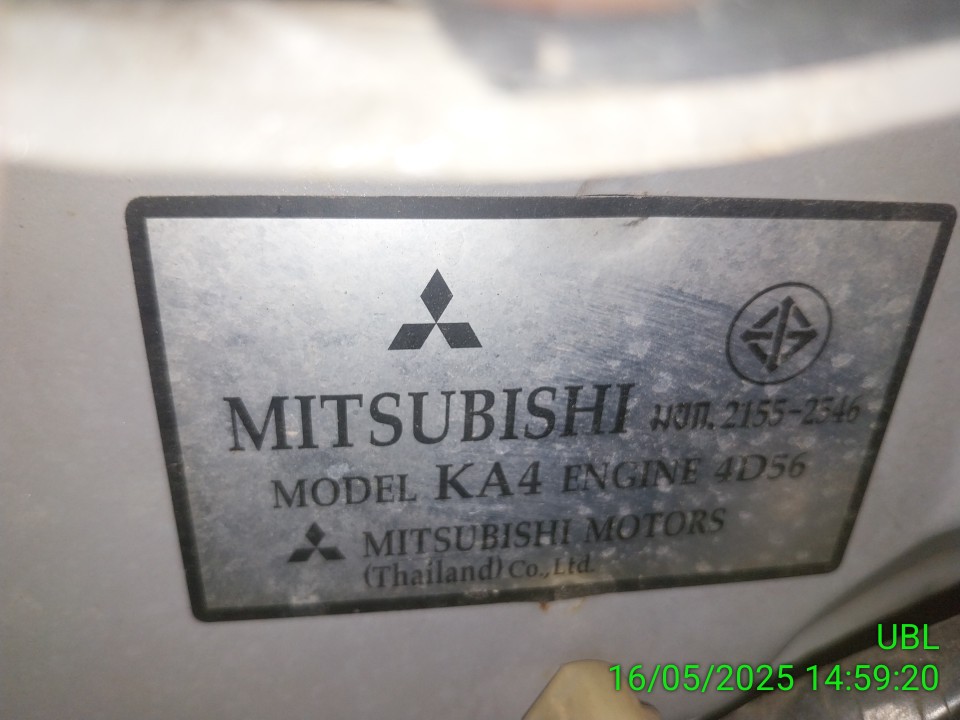 MITSUBISHI มอก. 2155-2546
MODEL KA4 ENGINE 4D56
MITSUBISHI MOTORS
(Thailand) Co., Ltd.
UBL
16/05/2025 14:59:20